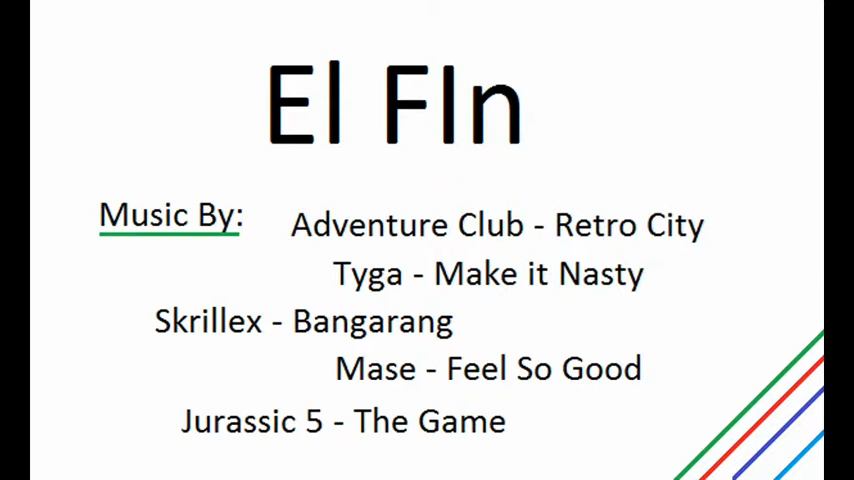 El FIn
Music By:
Adventure Club - Retro City
Tyga - Make it Nasty
Skrillex - Bangarang
Mase - Feel So Good
Jurassic 5 - The Game